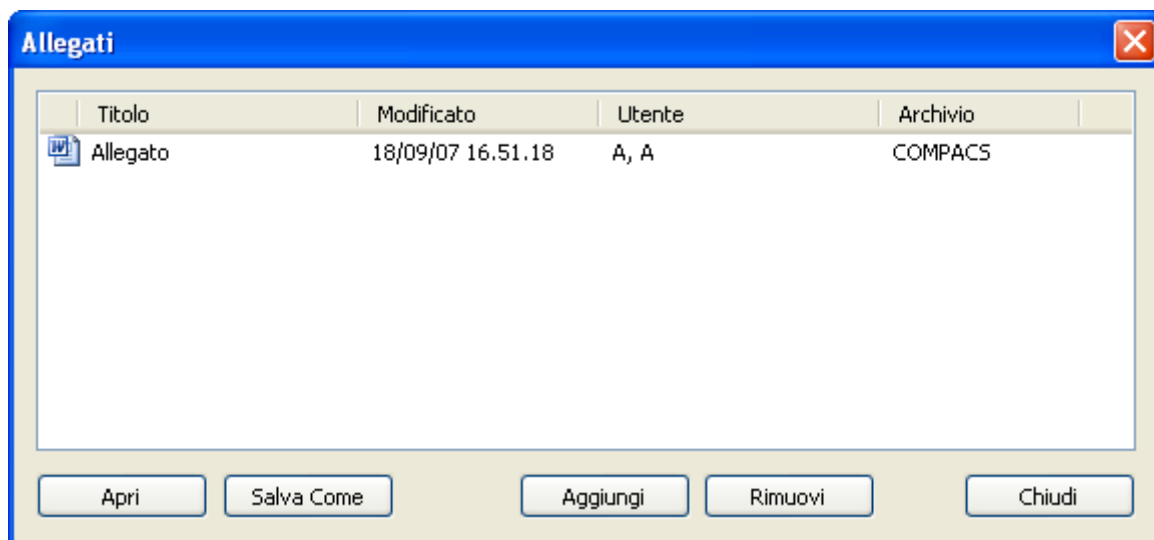 Allegati
Titolo Modificato Utente Archivio
Allegato 18/09/07 16.51.18 A, A COMPACS
Apri Salva Come Aggiungi Rimuovi Chiudi